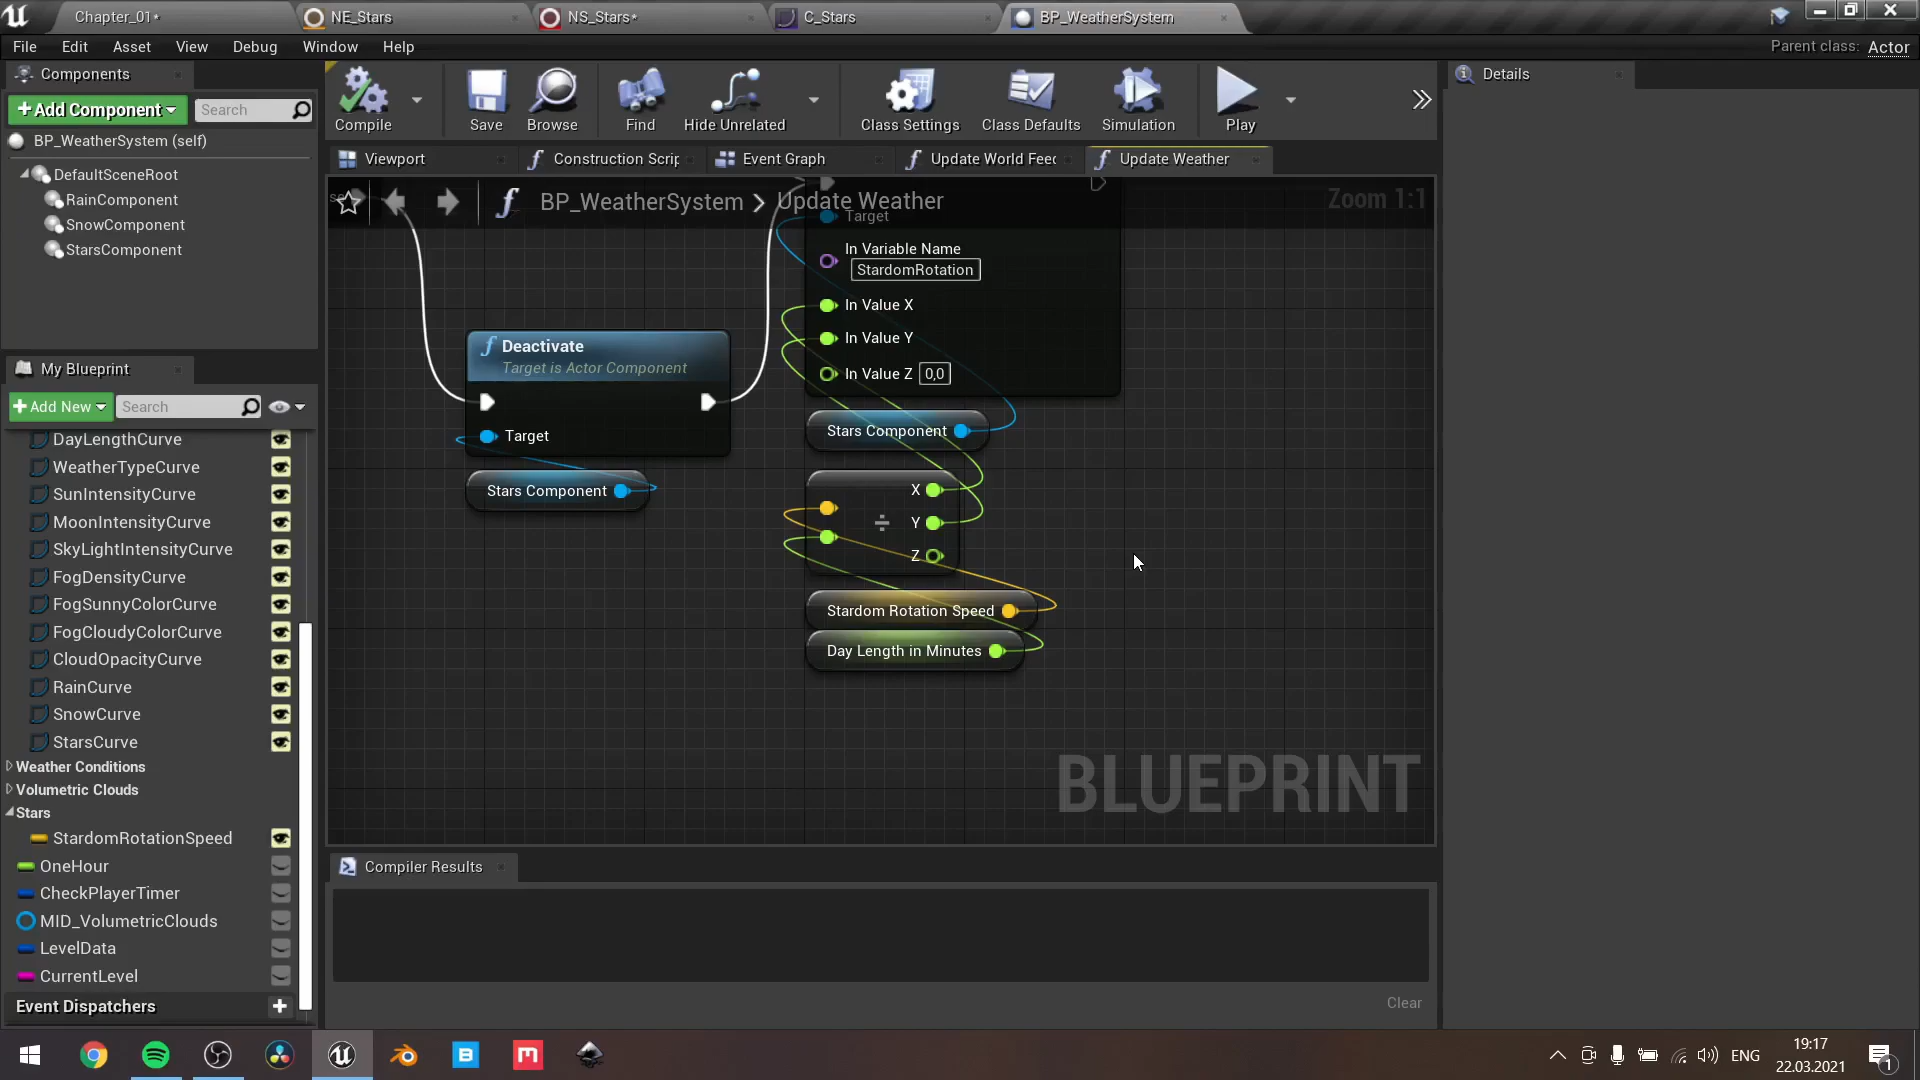 Chapter_01*
NE_Stars
NS_Stars*
C_Stars
BP_WeatherSystem
File Edit Asset View Debug Window Help
Parent class: Actor
Components
+Add Component
Search
BP_WeatherSystem (self)
DefaultSceneRoot
RainComponent
SnowComponent
StarsComponent
My Blueprint
+Add New
Search
DayLengthCurve
WeatherTypeCurve
SunIntensityCurve
MoonIntensityCurve
SkyLightIntensityCurve
FogDensityCurve
FogSunnyColorCurve
FogCloudyColorCurve
CloudOpacityCurve
RainCurve
SnowCurve
StarsCurve
Weather Conditions
Volumetric Clouds
Stars
StardomRotationSpeed
OneHour
CheckPlayerTimer
MID_VolumetricClouds
LevelData
CurrentLevel
Event Dispatchers +
Compile
Save
Browse
Find
Hide Unrelated
Class Settings
Class Defaults
Simulation
Play
Viewport
Construction Scrip
Event Graph
Update World Feec
Update Weather
BP_WeatherSystem > Update Weather
Zoom 1:1
Target
In Variable Name
StardomRotation
In Value X
In Value Y
In Value Z 0,0
Deactivate
Target is Actor Component
Target
Stars Component
Stars Component
X
÷ Y
Z
Stardom Rotation Speed
Day Length in Minutes
BLUEPRINT
Compiler Results
Clear
Details
ENG
19:17
22.03.2021
1